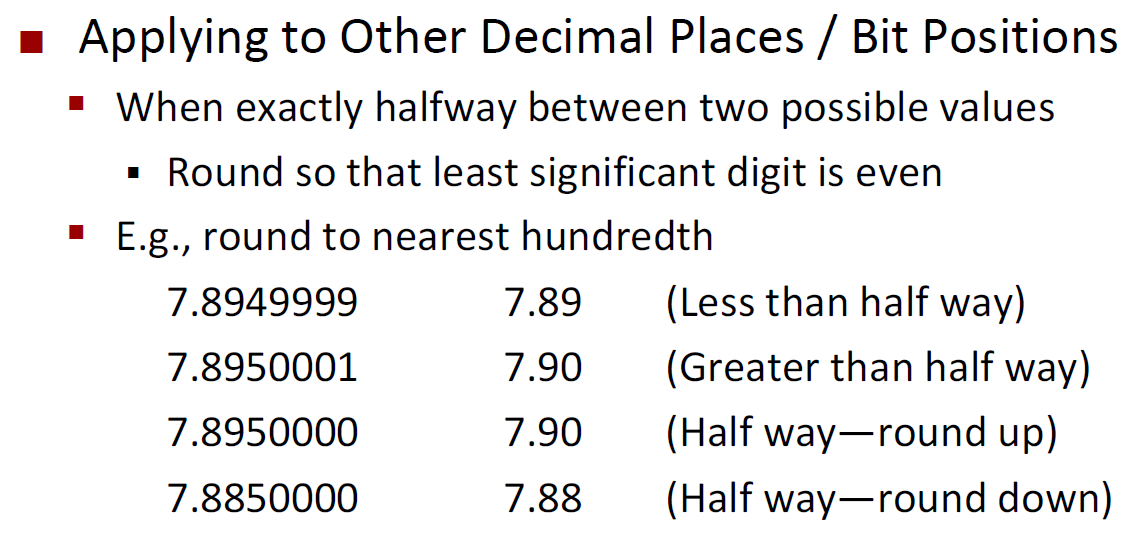 ■ Applying to Other Decimal Places / Bit Positions
▪ When exactly halfway between two possible values
▪ Round so that least significant digit is even
▪ E.g., round to nearest hundredth
7.8949999 7.89 (Less than half way)
7.8950001 7.90 (Greater than half way)
7.8950000 7.90 (Half way—round up)
7.8850000 7.88 (Half way—round down)